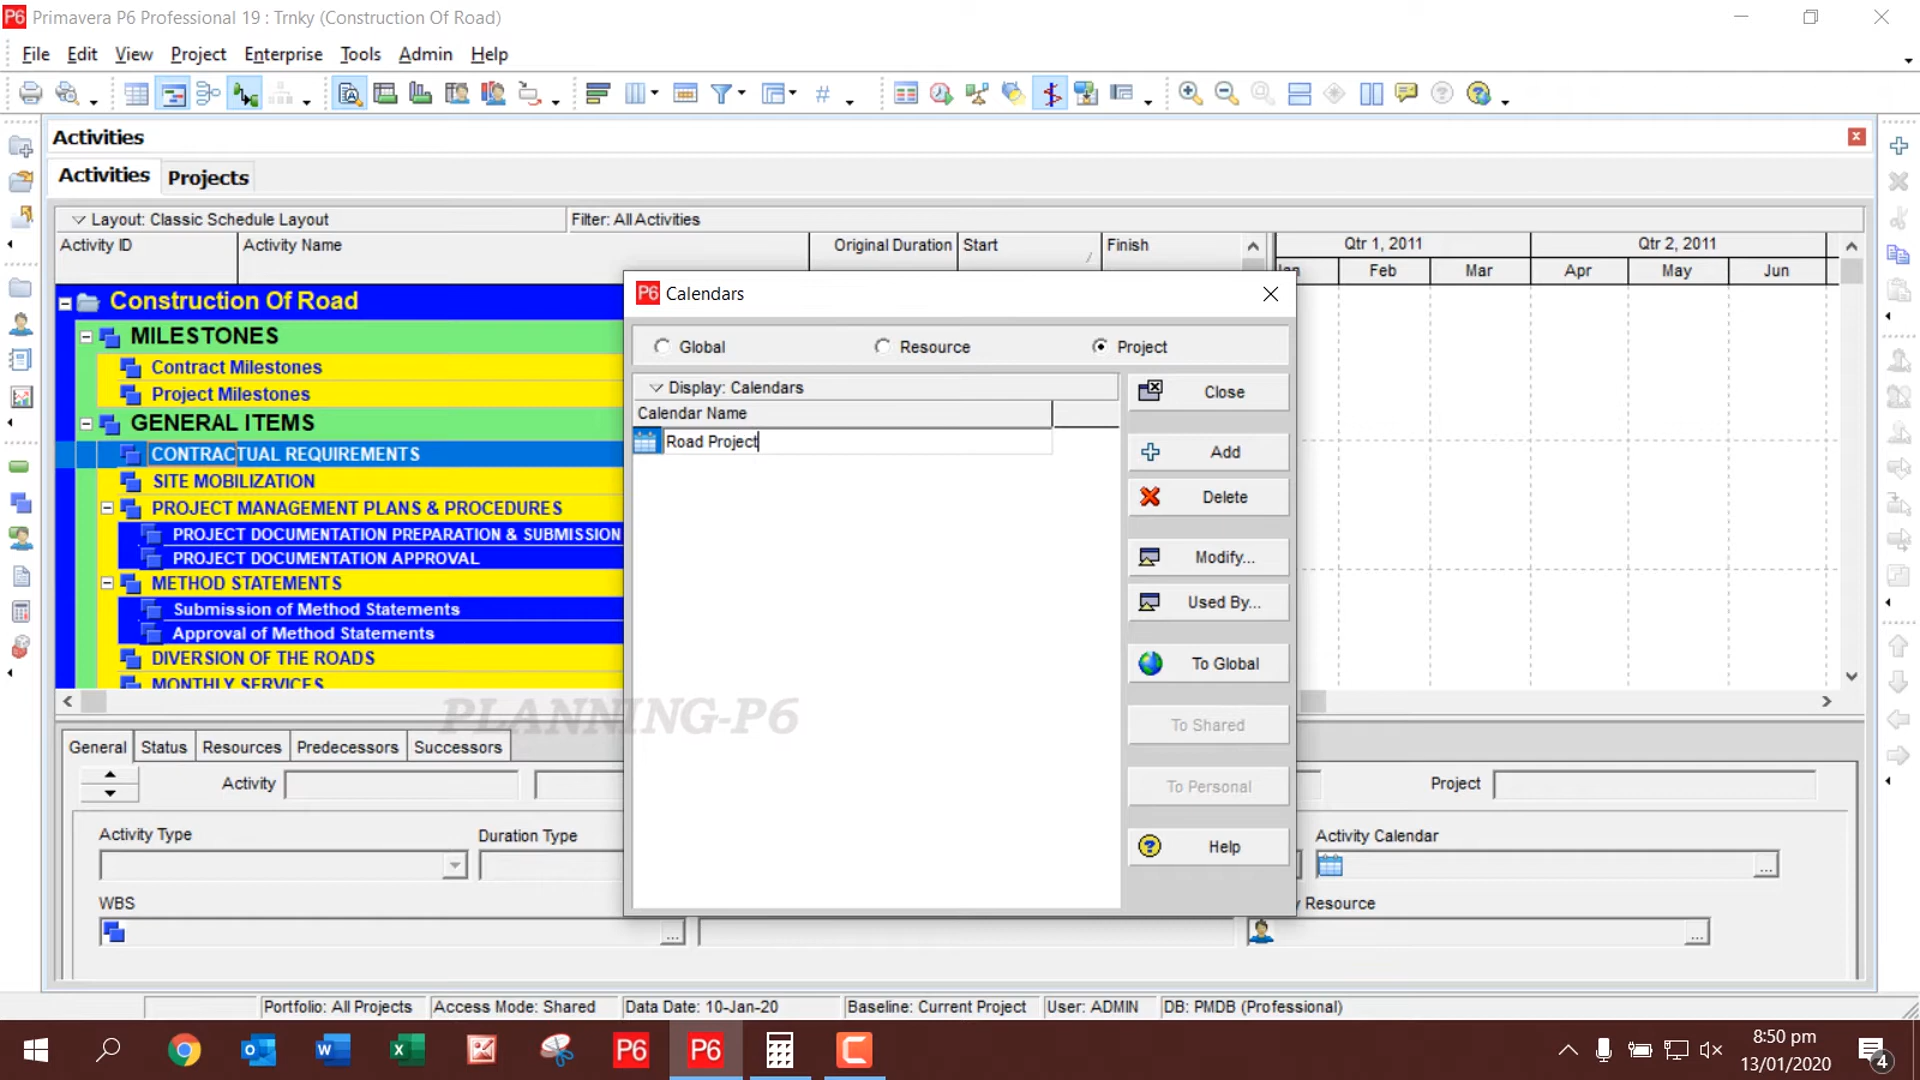 P6 Primavera P6 Professional 19 : Trnky (Construction Of Road)
File Edit View Project Enterprise Tools Admin Help
Activities
Activities Projects
Layout: Classic Schedule Layout Filter: All Activities
Activity ID Activity Name Original Duration Start Finish Qtr 1, 2011 Qtr 2, 2011
Feb Mar Apr May Jun
Construction Of Road
MILESTONES
Contract Milestones
Project Milestones
GENERAL ITEMS
CONTRACTUAL REQUIREMENTS
SITE MOBILIZATION
PROJECT MANAGEMENT PLANS & PROCEDURES
PROJECT DOCUMENTATION PREPARATION & SUBMISSION
PROJECT DOCUMENTATION APPROVAL
METHOD STATEMENTS
Submission of Method Statements
Approval of Method Statements
DIVERSION OF THE ROADS
MONTHLY SERVICES
P6 Calendars
Global Resource Project
Display: Calendars
Calendar Name
Road Project
Close
Add
Delete
Modify...
Used By...
To Global
To Shared
To Personal
Help
PLANNING-P6
General Status Resources Predecessors Successors
Activity Project
Activity Type Duration Type Activity Calendar
WBS Resource
Portfolio: All Projects Access Mode: Shared Data Date: 10-Jan-20 Baseline: Current Project User: ADMIN DB: PMDB (Professional)
P6 P6
8:50 pm
13/01/2020
4